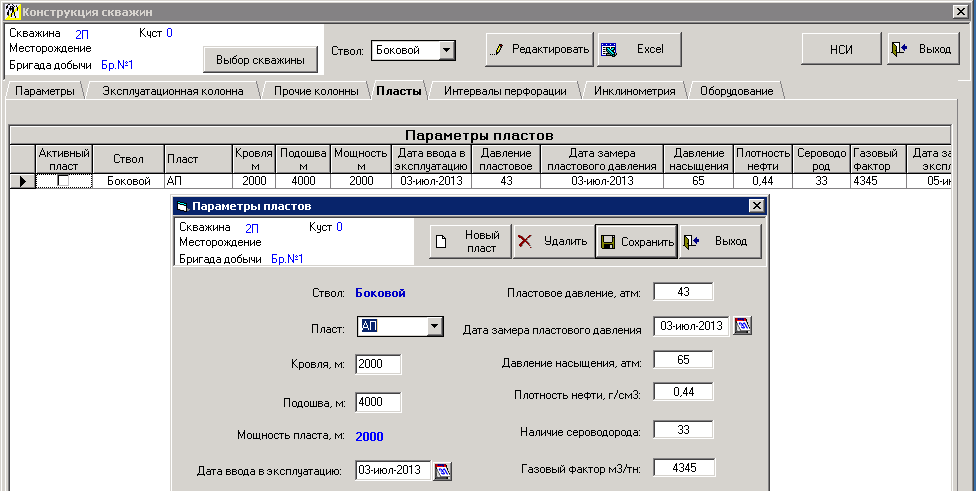 Конструкция скважин
Скважина 2П Куст 0
Месторождение
Бригада добычи Бр.№1
Выбор скважины
Ствол: Боковой
Редактировать
Excel
НСИ
Выход
Параметры Эксплуатационная колонна Прочие колонны Пласты Интервалы перфорации Инклинометрия Оборудование
Параметры пластов
Активный пласт Ствол Пласт Кровля м Подошва м Мощность м Дата ввода в эксплуатацию Давление пластовое Дата замера пластового давления Давление насыщения Плотность нефти Сероводо род Газовый фактор Дата за экспл
Боковой АП 2000 4000 2000 03-июл-2013 43 03-июл-2013 65 0,44 33 4345 05-ин
Параметры пластов
Скважина 2П Куст 0
Месторождение
Бригада добычи Бр.№1
Новый пласт
Удалить
Сохранить
Выход
Ствол: Боковой
Пластовое давление, атм: 43
Пласт: АП
Дата замера пластового давления 03-июл-2013
Кровля, м: 2000
Давление насыщения, атм: 65
Подошва, м: 4000
Плотность нефти, г/см3: 0,44
Мощность пласта, м: 2000
Наличие сероводорода: 33
Дата ввода в эксплуатацию: 03-июл-2013
Газовый фактор м3/тн: 4345